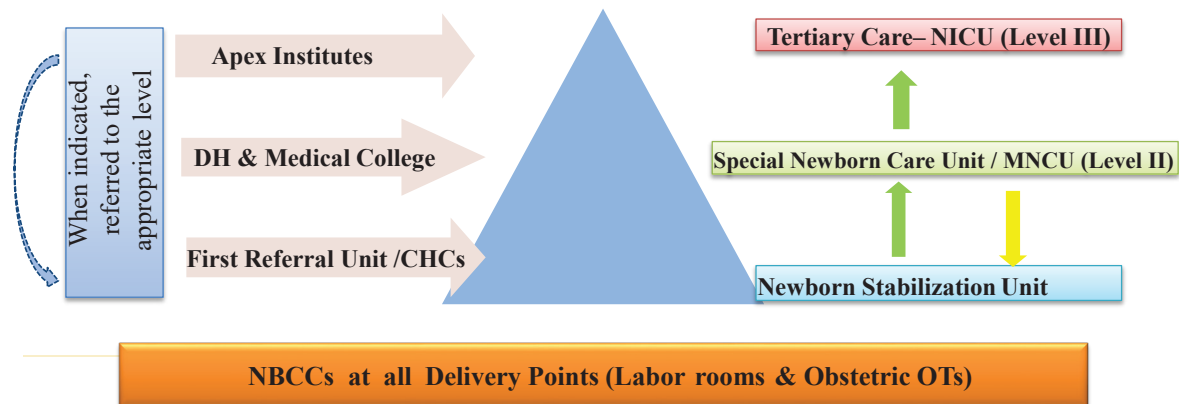 When indicated,
referred to the
appropriate level
Apex Institutes
DH & Medical College
First Referral Unit /CHCs
Tertiary Care– NICU (Level III)
Special Newborn Care Unit / MNCU (Level II)
Newborn Stabilization Unit
NBCCs at all Delivery Points (Labor rooms & Obstetric OTs)